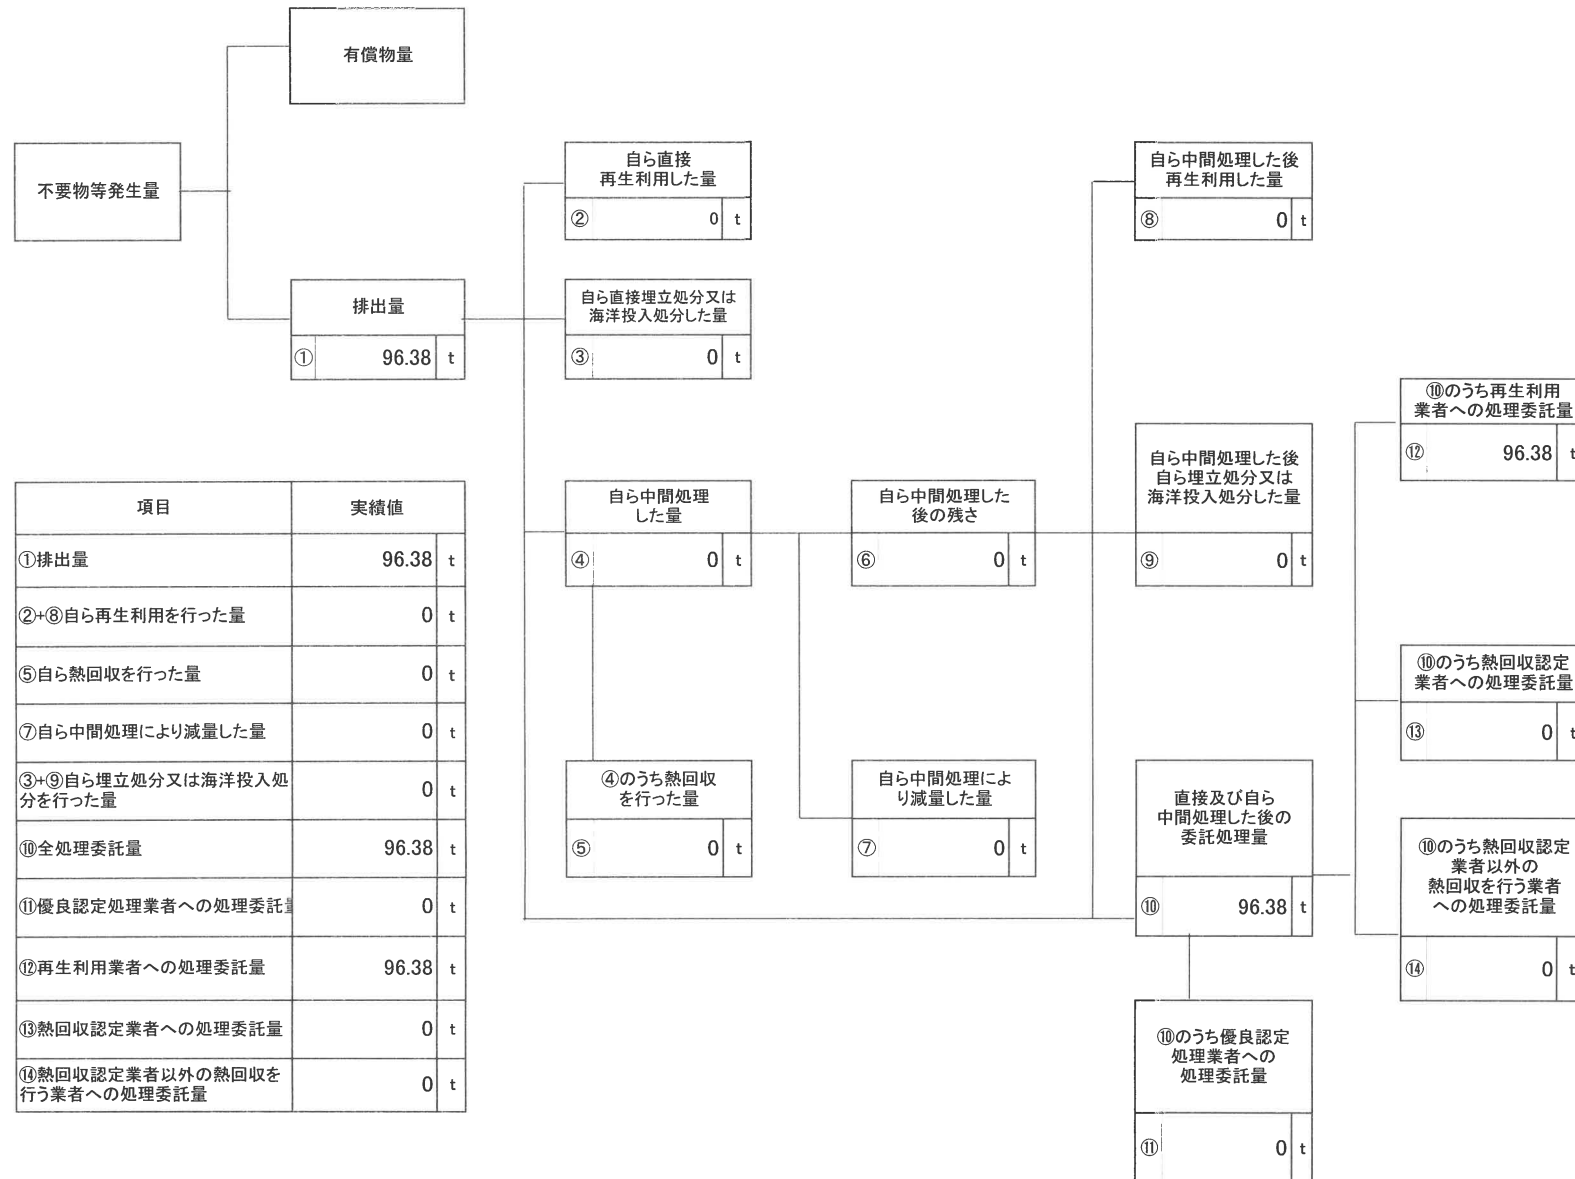 有償物量
不要物等発生量
排出量
① 96.38 t
自ら直接
再生利用した量
② 0 t
自ら直接埋立処分又は
海洋投入処分した量
③ 0 t
自ら中間処理
した量
④ 0 t
④のうち熱回収
を行った量
⑤ 0 t
自ら中間処理した
後の残さ
⑥ 0 t
自ら中間処理によ
り減量した量
⑦ 0 t
自ら中間処理した後
再生利用した量
⑧ 0 t
自ら中間処理した後
自ら埋立処分又は
海洋投入処分した量
⑨ 0 t
直接及び自ら
中間処理した後の
委託処理量
⑩ 96.38 t
⑩のうち優良認定
処理業者への
処理委託量
⑪ 0 t
⑩のうち再生利用
業者への処理委託量
⑫ 96.38 t
⑩のうち熱回収認定
業者への処理委託量
⑬ 0 t
⑩のうち熱回収認定
業者以外の
熱回収を行う業者
への処理委託量
⑭ 0 t
項目 実績値
①排出量 96.38 t
②+⑧自ら再生利用を行った量 0 t
⑤自ら熱回収を行った量 0 t
⑦自ら中間処理により減量した量 0 t
③+⑨自ら埋立処分又は海洋投入処
分を行った量 0 t
⑩全処理委託量 96.38 t
⑪優良認定処理業者への処理委託 0 t
⑫再生利用業者への処理委託量 96.38 t
⑬熱回収認定業者への処理委託量 0 t
⑭熱回収認定業者以外の熱回収を
行う業者への処理委託量 0 t